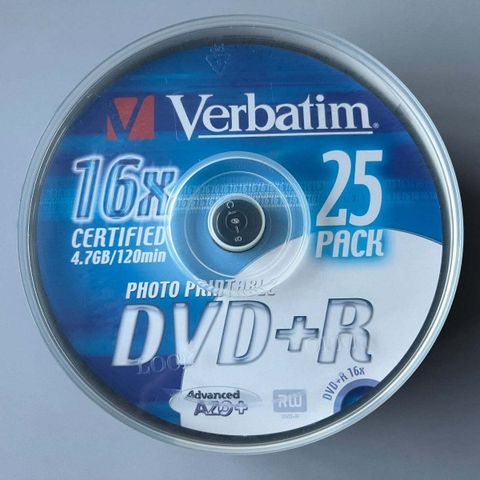 Verbatim
16x
CERTIFIED
4.7GB/120min
25
PACK
PHOTO PRINTABLE
DVD+R
Advanced
AZO+
RW
DVD+R 16x